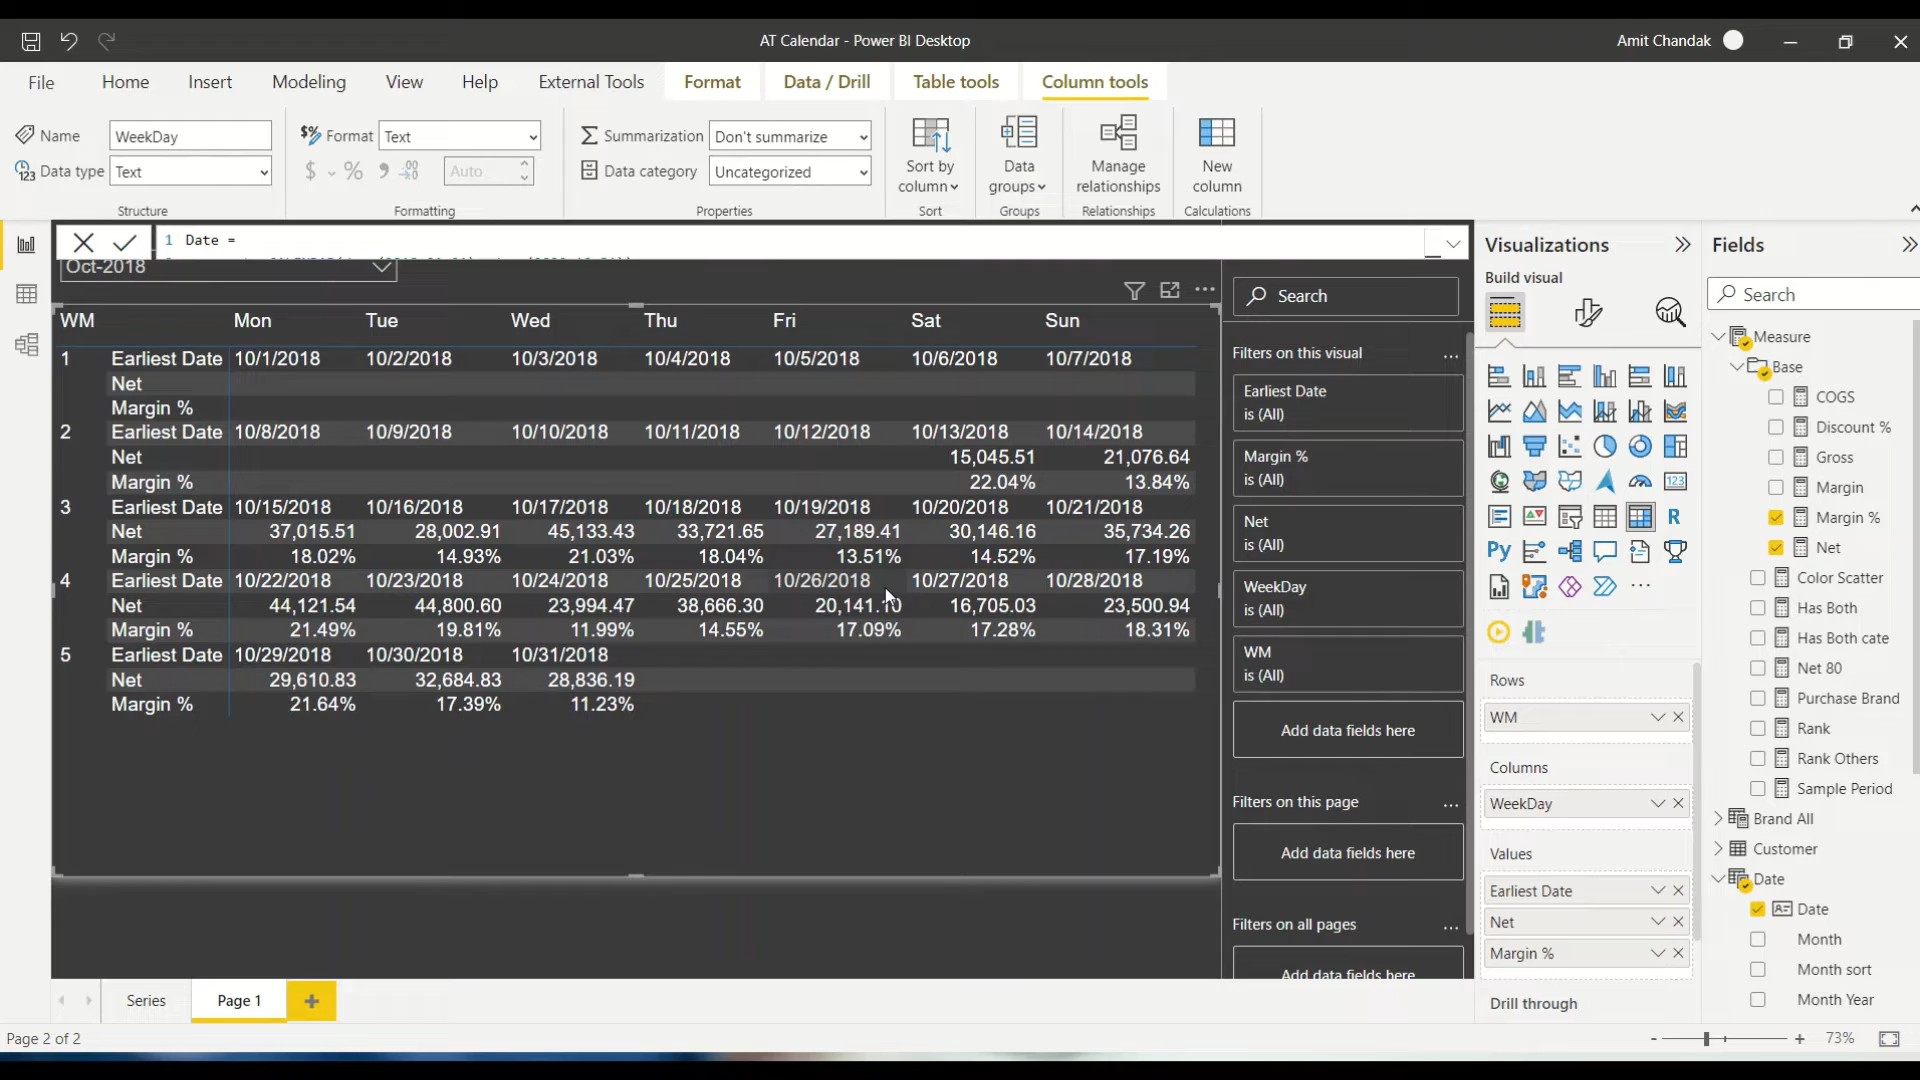 AT Calendar - Power BI Desktop
Amit Chandak
File Home Insert Modeling View Help External Tools Format Data / Drill Table tools Column tools
Name WeekDay
Data type Text
Structure
Format Text
$ % Auto
Formatting
Summarization Don't summarize
Data category Uncategorized
Properties
Sort by column
Sort
Data groups
Groups
Manage relationships
Relationships
New column
Calculations
1 Date =
Oct-2018
WM Mon Tue Wed Thu Fri Sat Sun
1 Earliest Date 10/1/2018 10/2/2018 10/3/2018 10/4/2018 10/5/2018 10/6/2018 10/7/2018
Net
Margin %
2 Earliest Date 10/8/2018 10/9/2018 10/10/2018 10/11/2018 10/12/2018 10/13/2018 10/14/2018
Net 15,045.51 21,076.64
Margin % 22.04% 13.84%
3 Earliest Date 10/15/2018 10/16/2018 10/17/2018 10/18/2018 10/19/2018 10/20/2018 10/21/2018
Net 37,015.51 28,002.91 45,133.43 33,721.65 27,189.41 30,146.16 35,734.26
Margin % 18.02% 14.93% 21.03% 18.04% 13.51% 14.52% 17.19%
4 Earliest Date 10/22/2018 10/23/2018 10/24/2018 10/25/2018 10/26/2018 10/27/2018 10/28/2018
Net 44,121.54 44,800.60 23,994.47 38,666.30 20,141.10 16,705.03 23,500.94
Margin % 21.49% 19.81% 11.99% 14.55% 17.09% 17.28% 18.31%
5 Earliest Date 10/29/2018 10/30/2018 10/31/2018
Net 29,610.83 32,684.83 28,836.19
Margin % 21.64% 17.39% 11.23%
Search
Filters on this visual ...
Earliest Date
is (All)
Margin %
is (All)
Net
is (All)
WeekDay
is (All)
WM
is (All)
Add data fields here
Filters on this page ...
Add data fields here
Filters on all pages ...
Add data fields here
Visualizations
Build visual
123
R
Py
...
Rows
WM
Columns
WeekDay
Values
Earliest Date
Net
Margin %
Drill through
Fields
Search
Measure
Base
COGS
Discount %
Gross
Margin
Margin %
Net
Color Scatter
Has Both
Has Both cate
Net 80
Purchase Brand
Rank
Rank Others
Sample Period
Brand All
Customer
Date
Date
Month
Month sort
Month Year
Series Page 1 +
Page 2 of 2
- + 73%